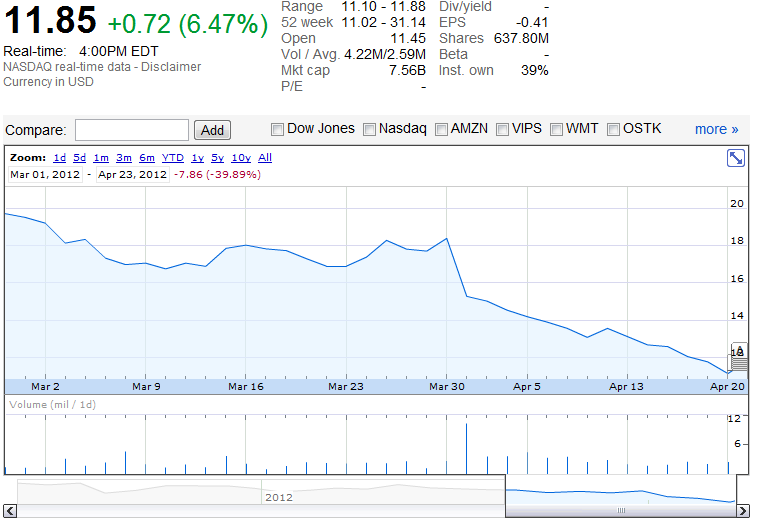 11.85 +0.72 (6.47%)
Real-time: 4:00PM EDT
NASDAQ real-time data - Disclaimer
Currency in USD
Range 11.10 - 11.88
52 week 11.02 - 31.14
Open 11.45
Vol / Avg. 4.22M/2.59M
Mkt cap 7.56B
P/E -
Div/yield -
EPS -0.41
Shares 637.80M
Beta -
Inst. own 39%
Compare: Add Dow Jones Nasdaq AMZN VIPS WMT OSTK more »
Zoom: 1d 5d 1m 3m 6m YTD 1y 5y 10y All
Mar 01, 2012 - Apr 23, 2012 -7.86 (-39.89%)
20
18
16
14
A
12
Mar 2 Mar 9 Mar 16 Mar 23 Mar 30 Apr 5 Apr 13 Apr 20
Volume (mil / 1d)
12
6
2012